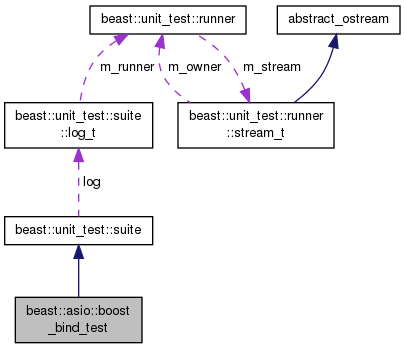 beast::unit_test::runner
abstract_ostream
m_runner
m_owner
m_stream
beast::unit_test::suite
::log_t
beast::unit_test::runner
::stream_t
log
beast::unit_test::suite
beast::asio::boost
_bind_test